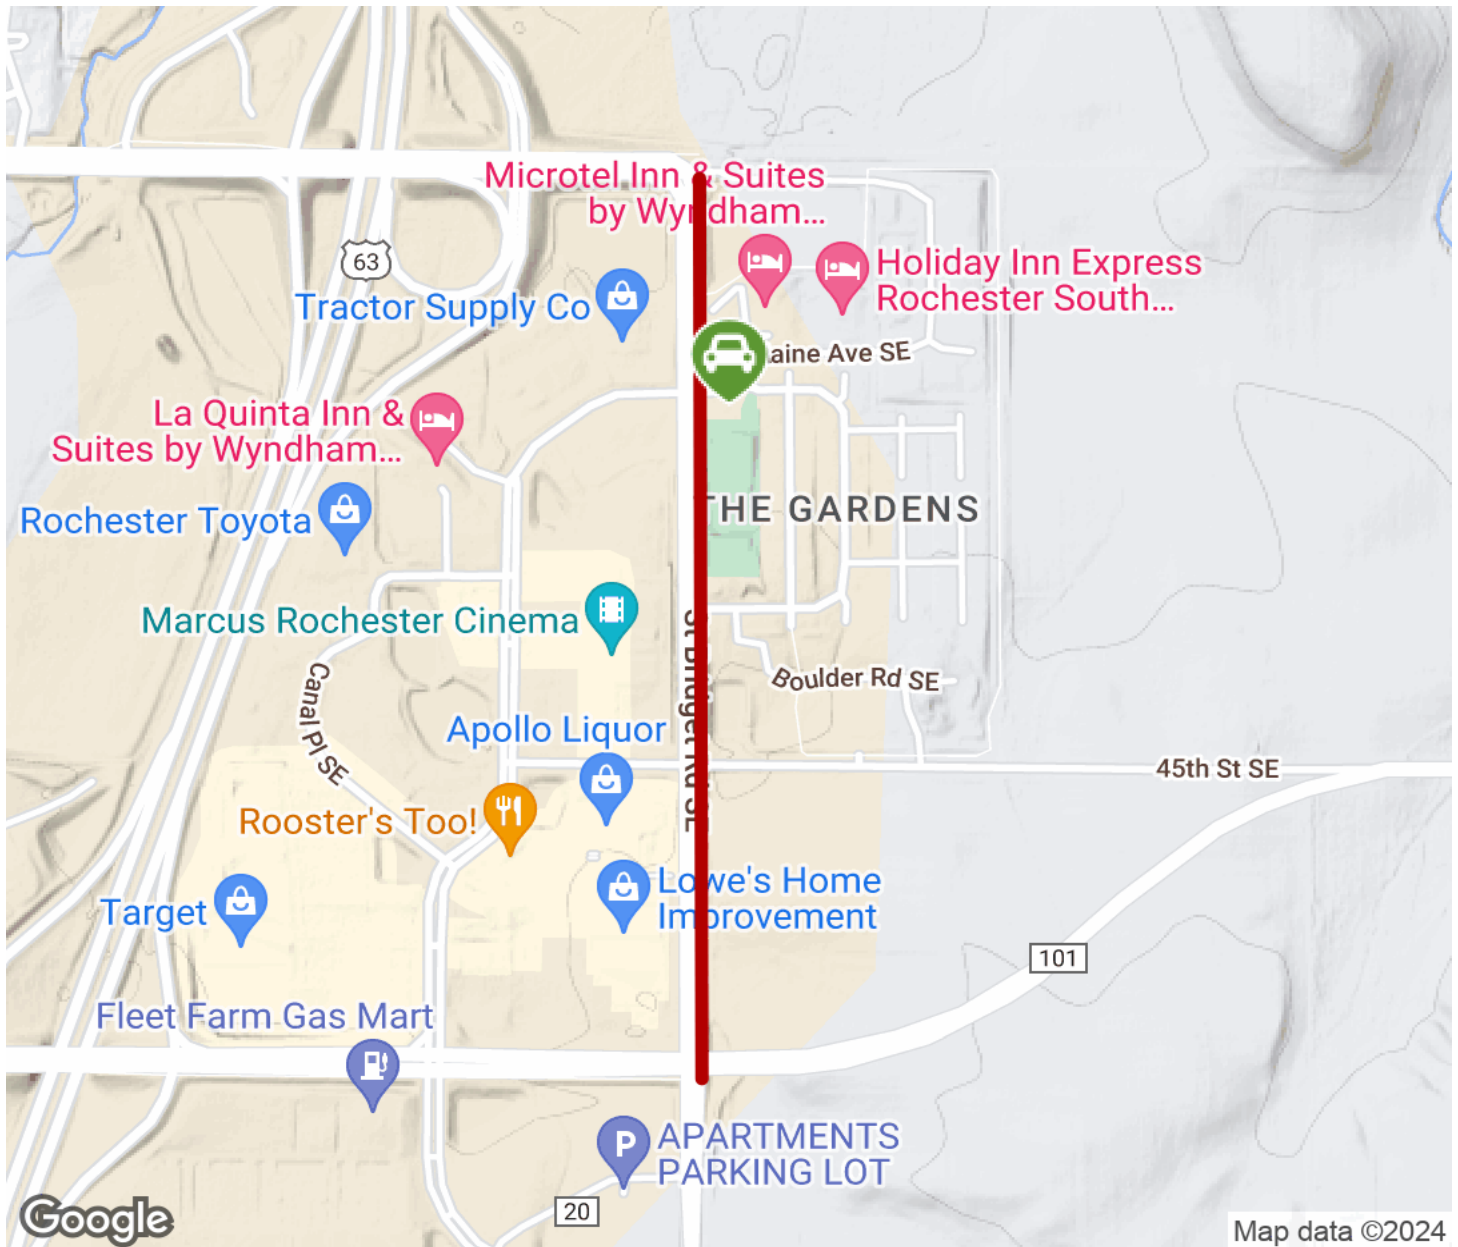 Microtel Inn & Suites
by Wyndham...
63
Holiday Inn Express
Rochester South...
Tractor Supply Co
aine Ave SE
La Quinta Inn &
Suites by Wyndham...
THE GARDENS
Rochester Toyota
Marcus Rochester Cinema
St Bridget Rd SE
Canal Pl SE
Boulder Rd SE
Apollo Liquor
45th St SE
Rooster's Too!
Lowe's Home
Improvement
Target
101
Fleet Farm Gas Mart
P
APARTMENTS
PARKING LOT
20
Google
Map data ©2024